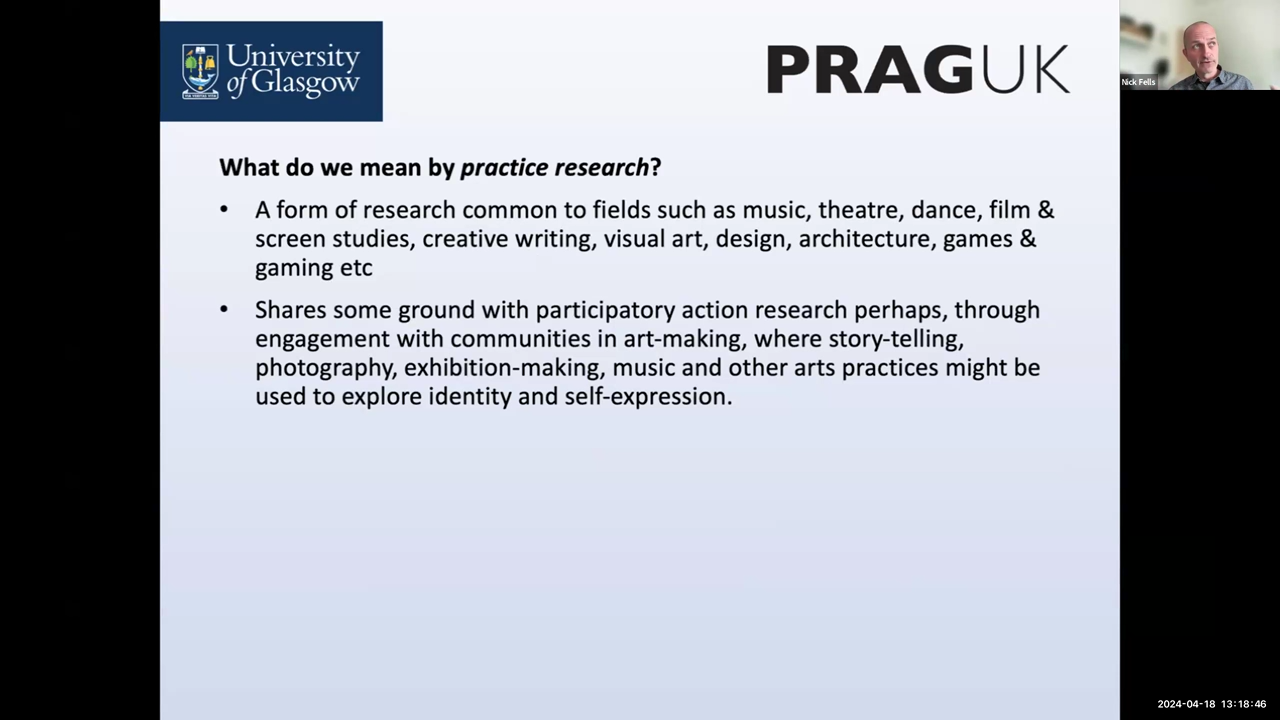 University
of Glasgow
PRAGUK
Nick Fells
What do we mean by practice research?
• A form of research common to fields such as music, theatre, dance, film &
screen studies, creative writing, visual art, design, architecture, games &
gaming etc
• Shares some ground with participatory action research perhaps, through
engagement with communities in art-making, where story-telling,
photography, exhibition-making, music and other arts practices might be
used to explore identity and self-expression.
2024-04-18 13:18:46